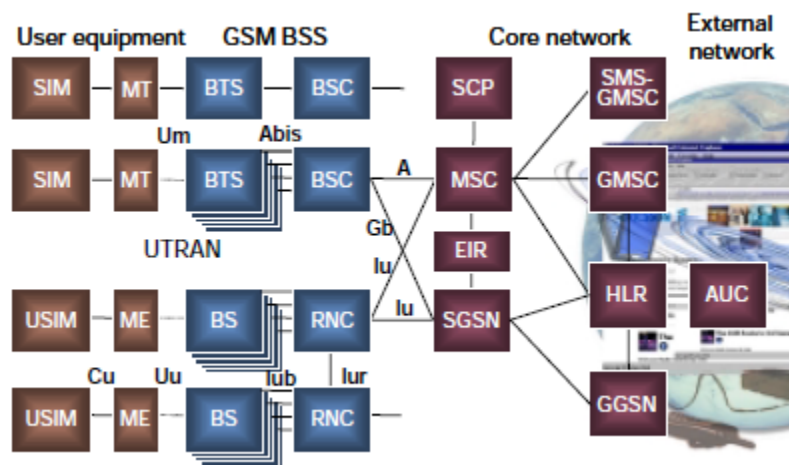 User equipment GSM BSS Core network External network
SIM MT BTS BSC SCP SMS-GMSC
Um Abis
SIM MT BTS BSC A MSC GMSC
Gb
UTRAN EIR
Iu
USIM ME BS RNC Iu SGSN HLR AUC
Cu Uu Iub Iur
USIM ME BS RNC GGSN